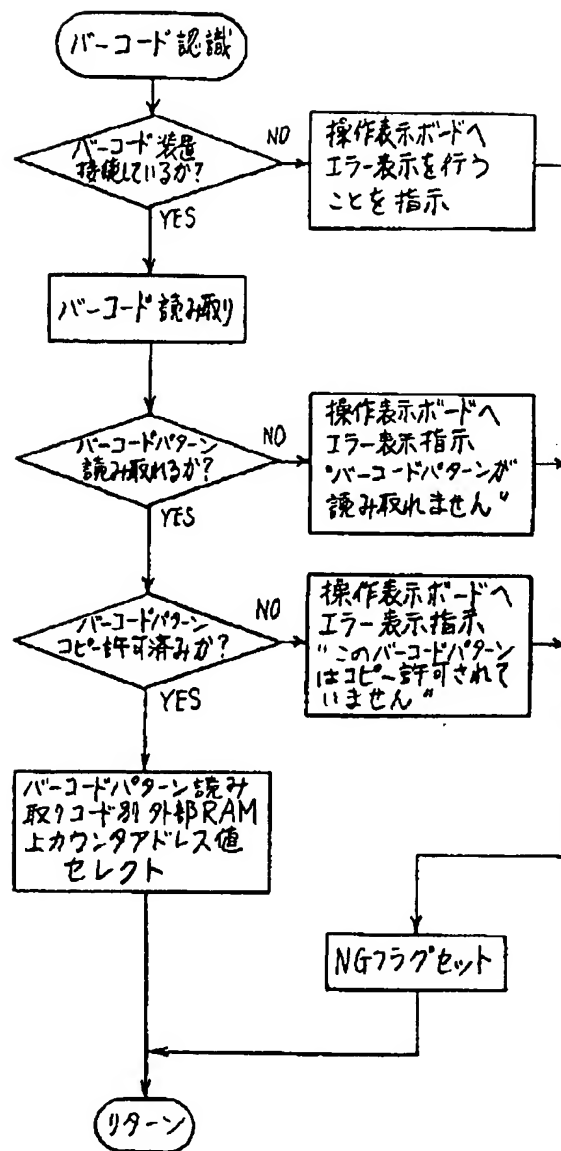 バーコード認識
バーコード装置
接続しているか?
NO
操作表示ボードへ
エラー表示を行う
ことを指示
YES
バーコード読み取り
バーコードパターン
読み取れるか?
NO
操作表示ボードへ
エラー表示指示
"バーコードパターンが
読み取れません"
YES
バーコードパターン
コピー許可済みか?
NO
操作表示ボードへ
エラー表示指示
"このバーコードパターン
はコピー許可されて
いません"
YES
バーコードパターン読み
取りコード別外部RAM
上カウンタアドレス値
セレクト
NGフラグセット
リターン